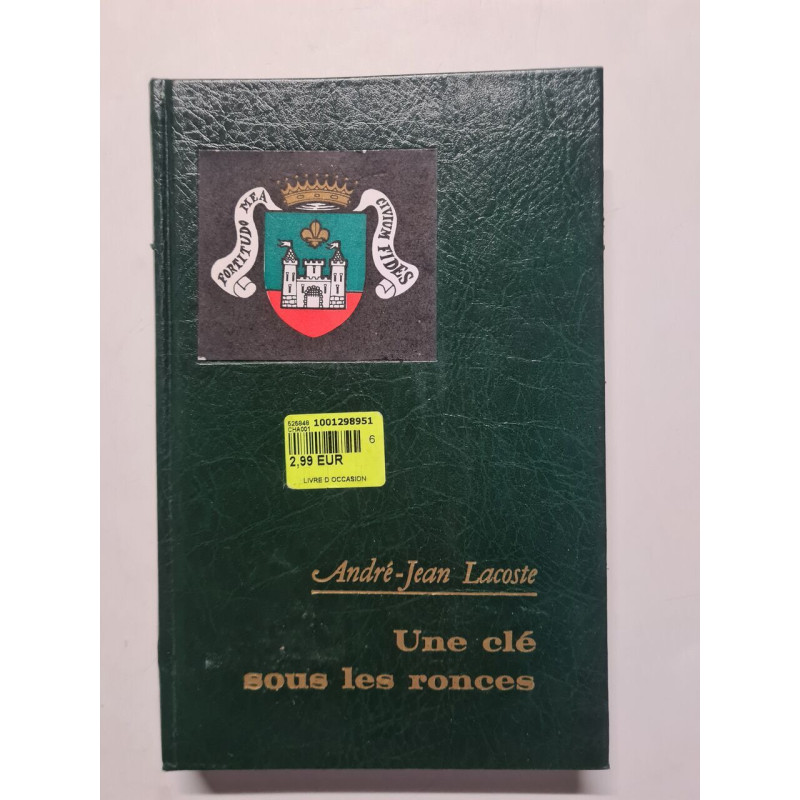 FORTITUDO MEA
CIVIUM FIDES
525848 1001298951
CHA001
6
2,99 EUR
LIVRE D OCCASION
André-Jean Lacoste
Une clé
sous les ronces